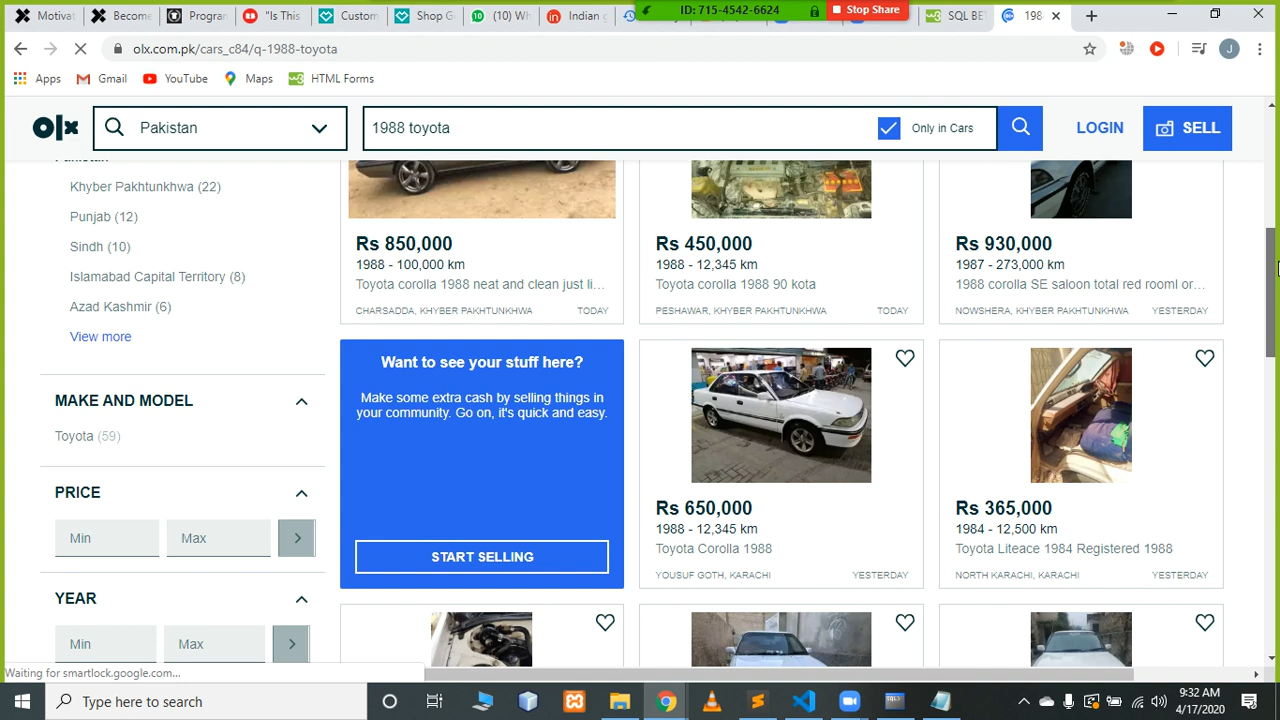 Motivat
Become
Progran
"Is This
Custom
Shop G
(10) Wh
Indian g
ID: 715-4542-6624
Stop Share
SQL BE
198
olx.com.pk/cars_c84/q-1988-toyota
J
Apps
Gmail
YouTube
Maps
HTML Forms
olx
Pakistan
1988 toyota
Only in Cars
LOGIN
SELL
Khyber Pakhtunkhwa (22)
Punjab (12)
Sindh (10)
Islamabad Capital Territory (8)
Azad Kashmir (6)
View more
MAKE AND MODEL
Toyota (59)
PRICE
Min
Max
YEAR
Min
Max
Rs 850,000
1988 - 100,000 km
Toyota corolla 1988 neat and clean just li...
CHARSADDA, KHYBER PAKHTUNKHWA
TODAY
Rs 450,000
1988 - 12,345 km
Toyota corolla 1988 90 kota
PESHAWAR, KHYBER PAKHTUNKHWA
TODAY
Rs 930,000
1987 - 273,000 km
1988 corolla SE saloon total red rooml or...
NOWSHERA, KHYBER PAKHTUNKHWA
YESTERDAY
Want to see your stuff here?
Make some extra cash by selling things in
your community. Go on, it's quick and easy.
START SELLING
Rs 650,000
1988 - 12,345 km
Toyota Corolla 1988
YOUSUF GOTH, KARACHI
YESTERDAY
Rs 365,000
1984 - 12,500 km
Toyota Liteace 1984 Registered 1988
NORTH KARACHI, KARACHI
YESTERDAY
Waiting for smartlock.google.com...
Type here to search
9:32 AM
4/17/2020